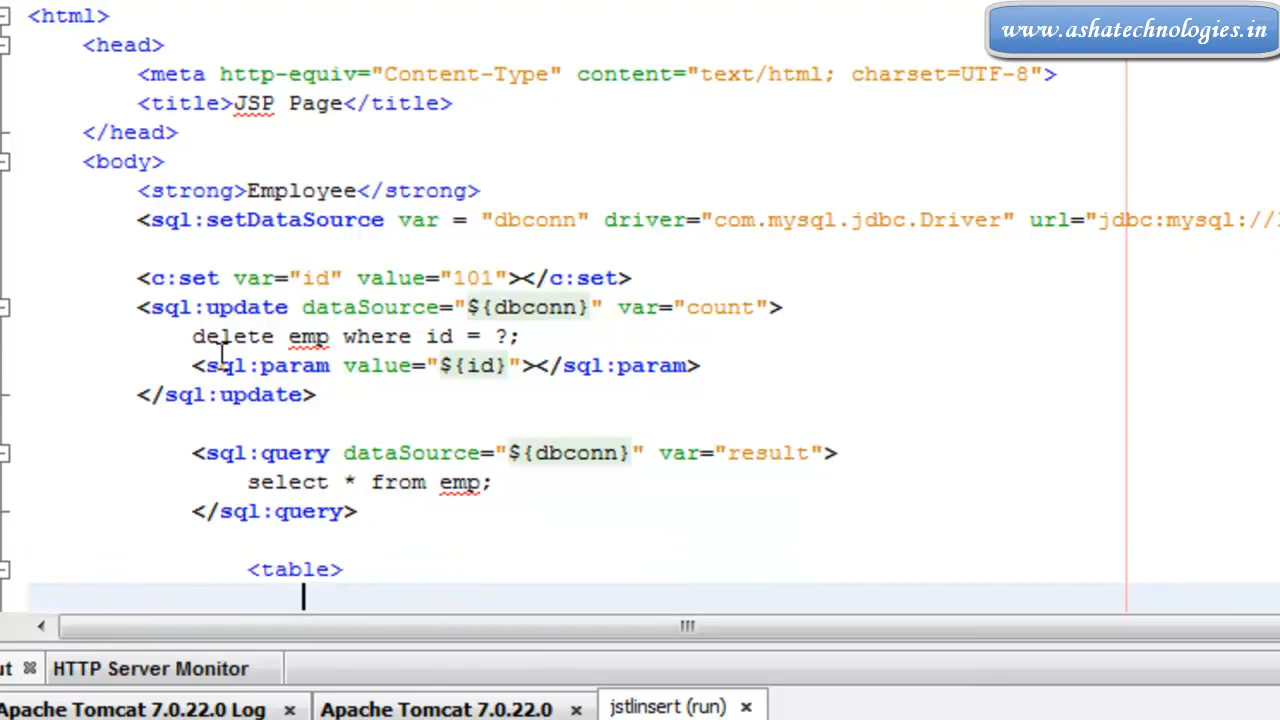 <html>
www.ashatechnologies.in
<head>
<meta http-equiv="Content-Type" content="text/html; charset=UTF-8">
<title>JSP Page</title>
</head>
<body>
<strong>Employee</strong>
<sql:setDataSource var = "dbconn" driver="com.mysql.jdbc.Driver" url="jdbc:mysql://
<c:set var="id" value="101"></c:set>
<sql:update dataSource="${dbconn}" var="count">
delete emp where id = ?;
<sql:param value="${id}"></sql:param>
</sql:update>
<sql:query dataSource="${dbconn}" var="result">
select * from emp;
</sql:query>
<table>
ut HTTP Server Monitor
Apache Tomcat 7.0.22.0 Log Apache Tomcat 7.0.22.0 jstlinsert (run)